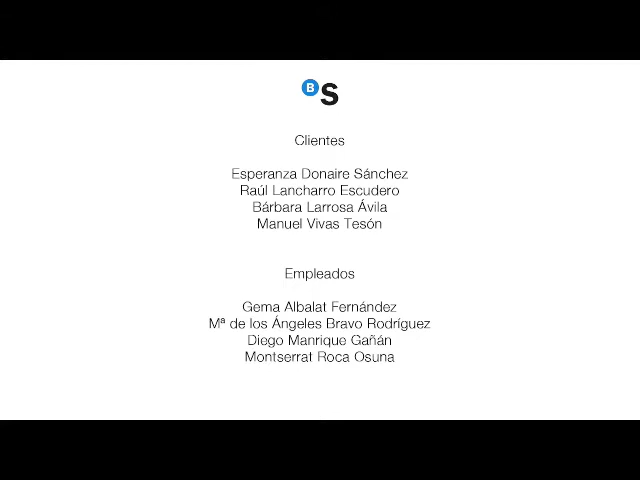 BS
Clientes
Esperanza Donaire Sánchez
Raúl Lancharro Escudero
Bárbara Larrosa Ávila
Manuel Vivas Tesón
Empleados
Gema Albalat Fernández
Mª de los Ángeles Bravo Rodríguez
Diego Manrique Gañán
Montserrat Roca Osuna